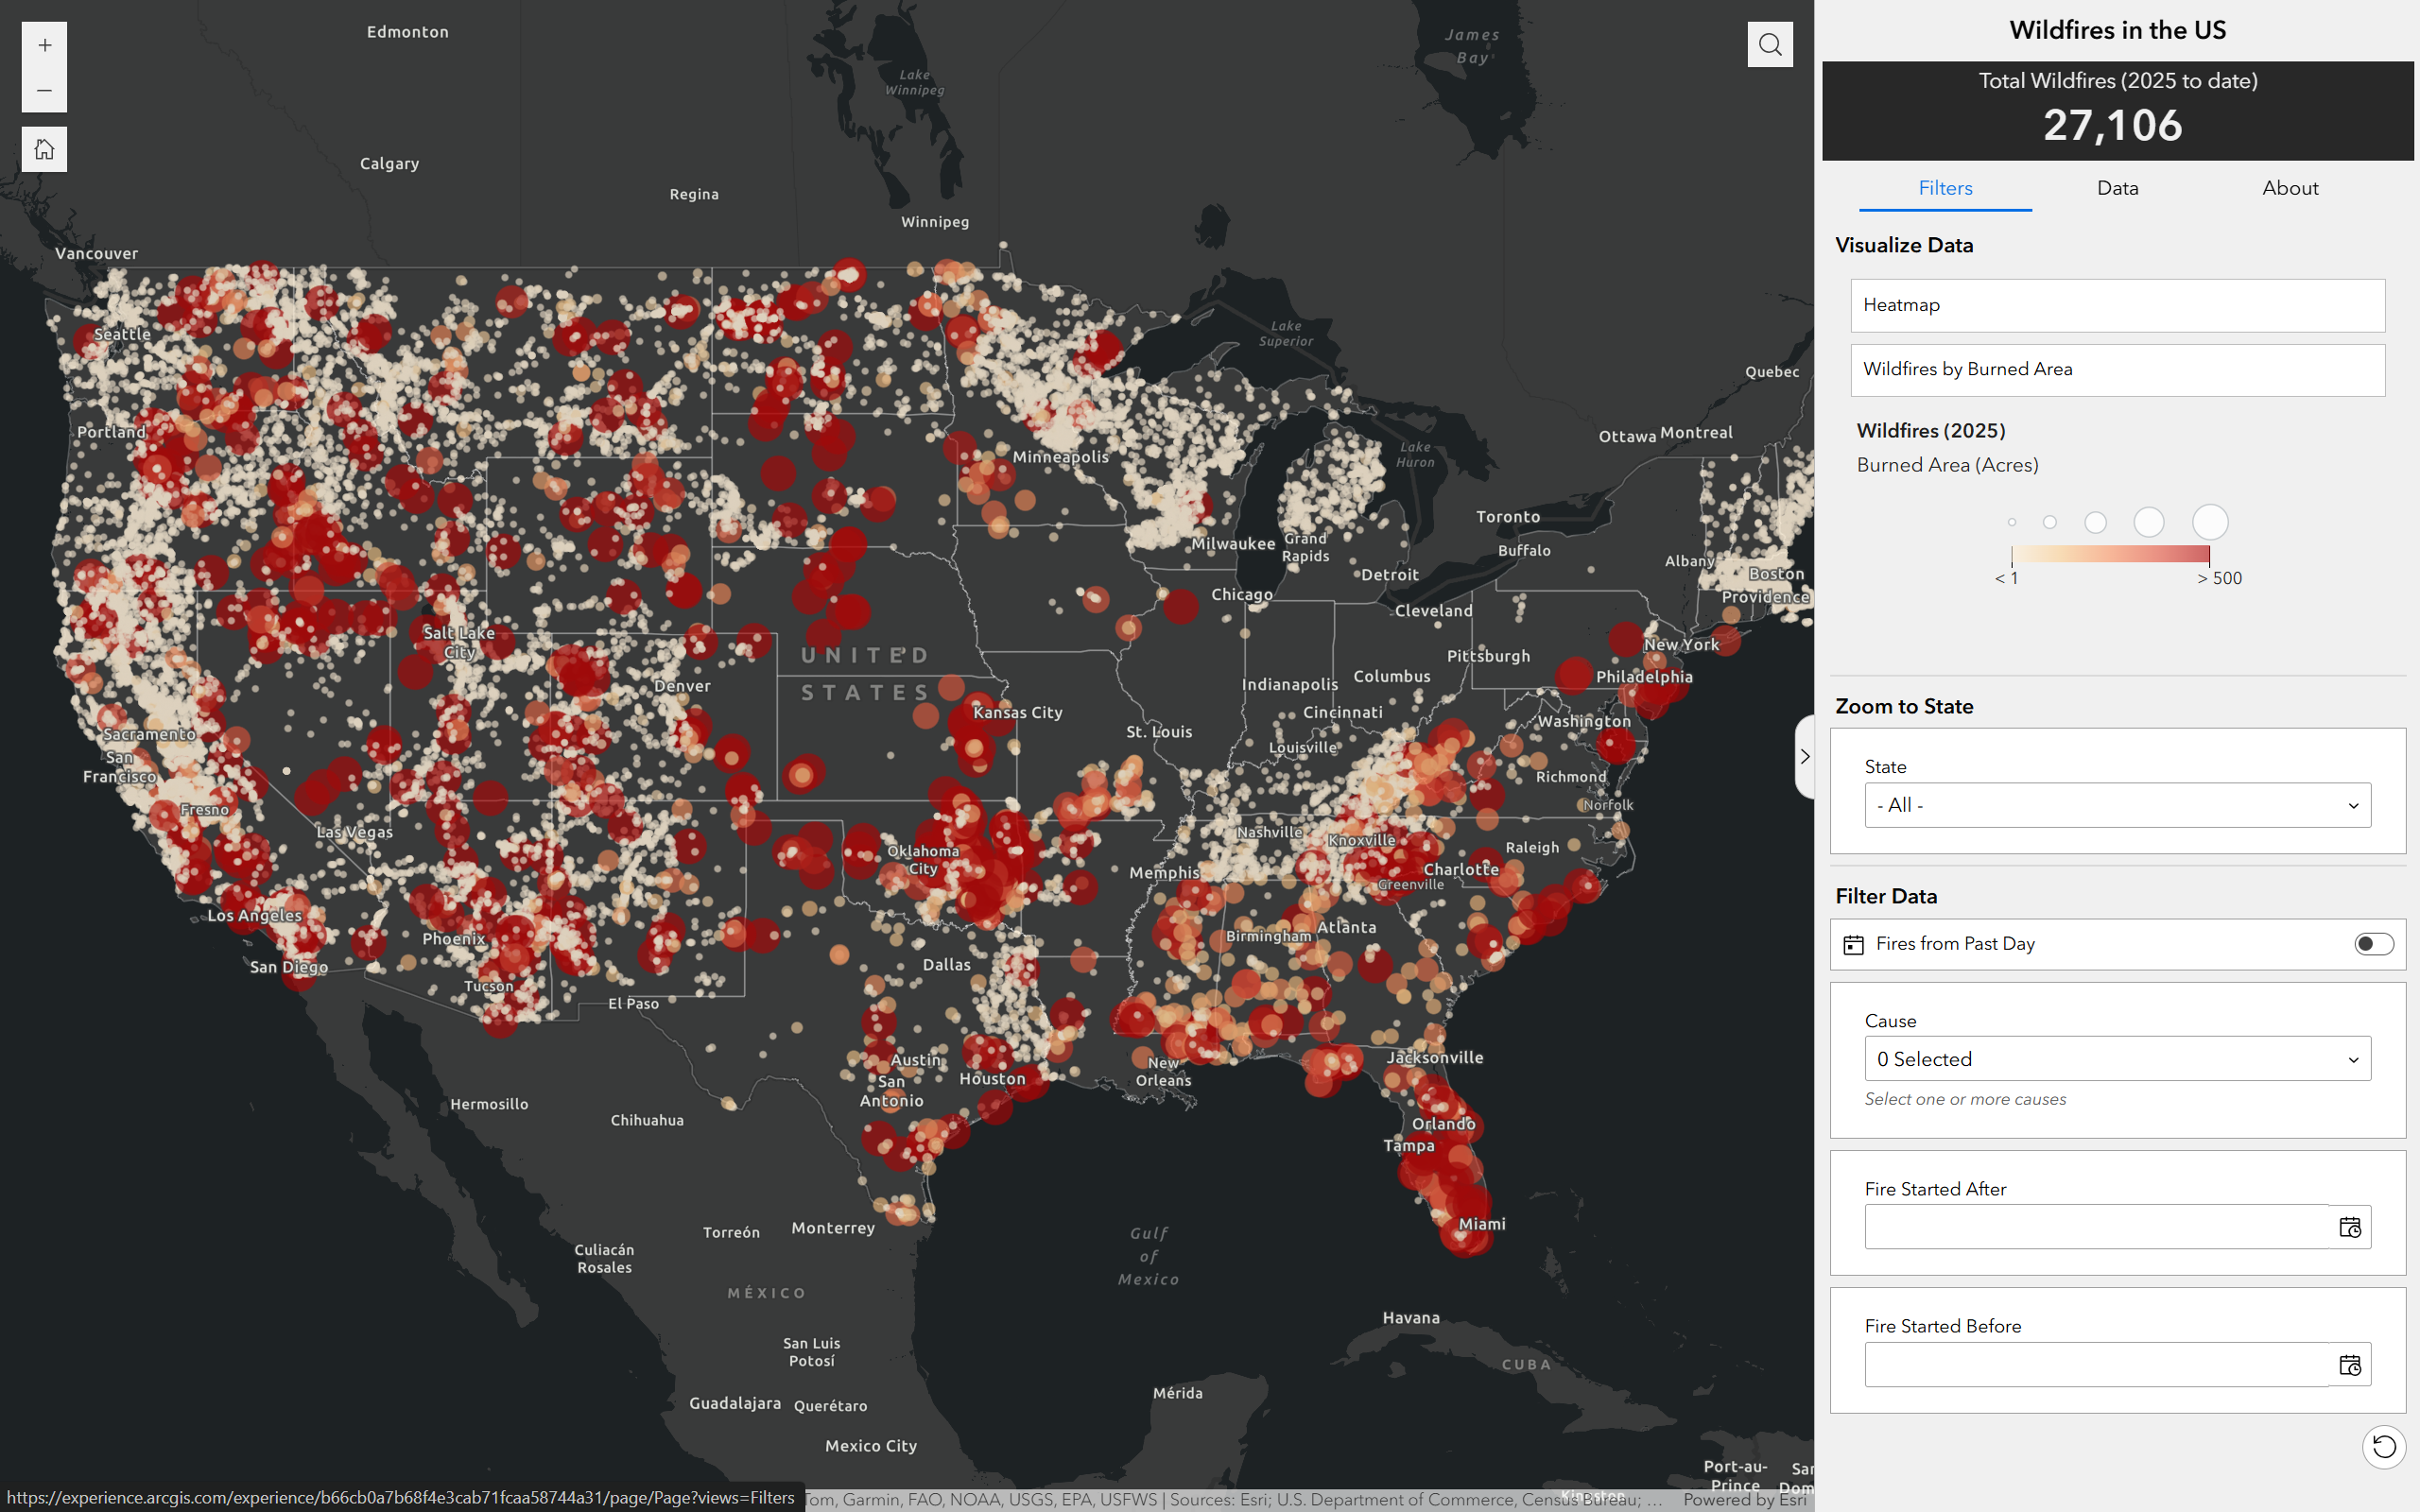 Edmonton
James
Bay
Lake
Winnipeg
Calgary
Regina
Winnipeg
Vancouver
Seattle
Lake
Superior
Quebec
Portland
Ottawa
Montreal
Lake
Huron
Minneapolis
Toronto
Milwaukee
Grand
Rapids
Buffalo
Albany
Boston
Detroit
Chicago
Providence
Cleveland
Salt Lake
City
New York
UNITED
STATES
Pittsburgh
Denver
Indianapolis
Columbus
Philadelphia
Kansas City
Cincinnati
Washington
Sacramento
St. Louis
Louisville
San
Francisco
Richmond
Fresno
Norfolk
Las Vegas
Nashville
Knoxville
Oklahoma
City
Raleigh
Memphis
Charlotte
Greenville
Los Angeles
Phoenix
Birmingham
Atlanta
San Diego
Dallas
Tucson
El Paso
Austin
Jacksonville
San
Antonio
Houston
New
Orleans
Hermosillo
Chihuahua
Orlando
Tampa
Torreón
Monterrey
Miami
Culiacán
Rosales
Gulf
of
Mexico
MÉXICO
Havana
San Luis
Potosí
CUBA
Guadalajara
Querétaro
Mérida
Mexico City
Port-au-
Prince
https://experience.arcgis.com/experience/b66cb0a7b68f4e3cab71fcaa58744a31/page/Page?views=Filters
Garmin, FAO, NOAA, USGS, EPA, USFWS | Sources: Esri; U.S. Department of Commerce, Census Bureau; …
Powered by Esri
Wildfires in the US
Total Wildfires (2025 to date)
27,106
Filters
Data
About
Visualize Data
Heatmap
Wildfires by Burned Area
Wildfires (2025)
Burned Area (Acres)
< 1
> 500
Zoom to State
State
- All -
Filter Data
Fires from Past Day
Cause
0 Selected
Select one or more causes
Fire Started After
Fire Started Before